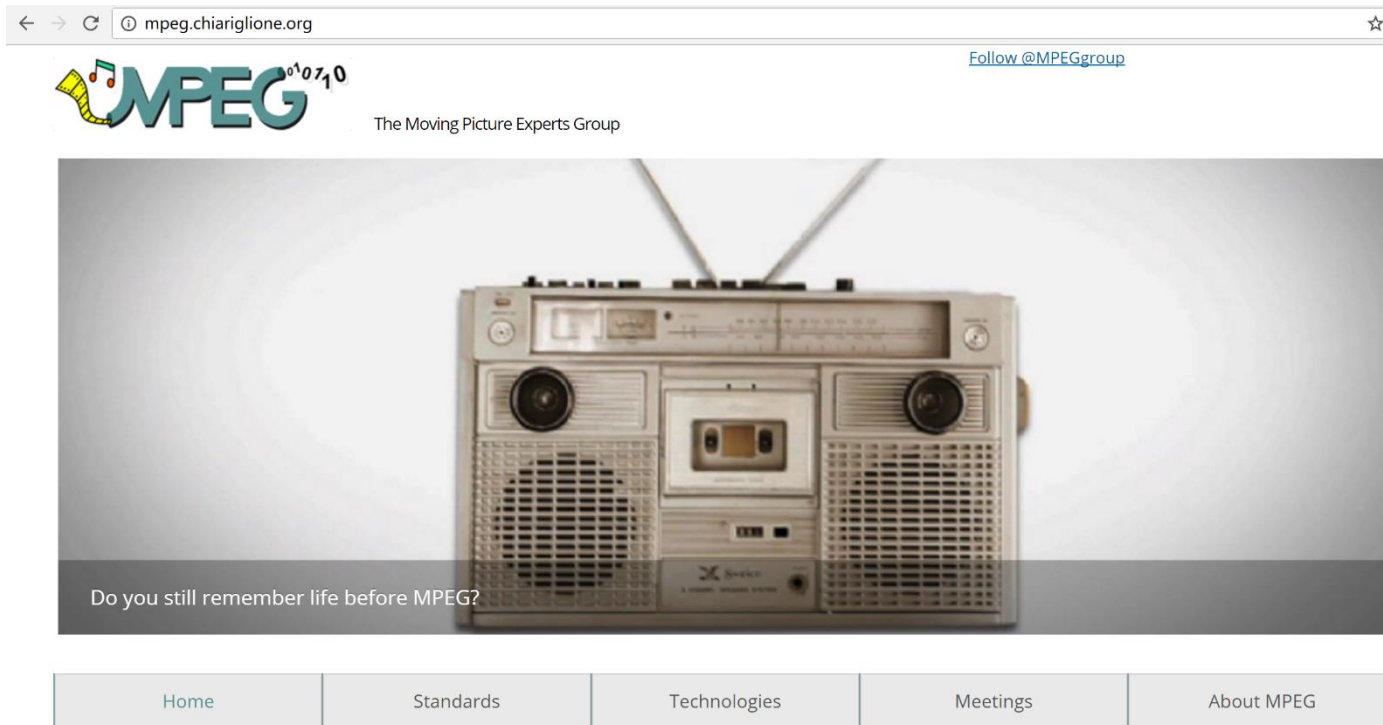 mpeg.chiariglione.org
Follow @MPEGgroup
MPEG
010110
The Moving Picture Experts Group
Do you still remember life before MPEG?
Home
Standards
Technologies
Meetings
About MPEG